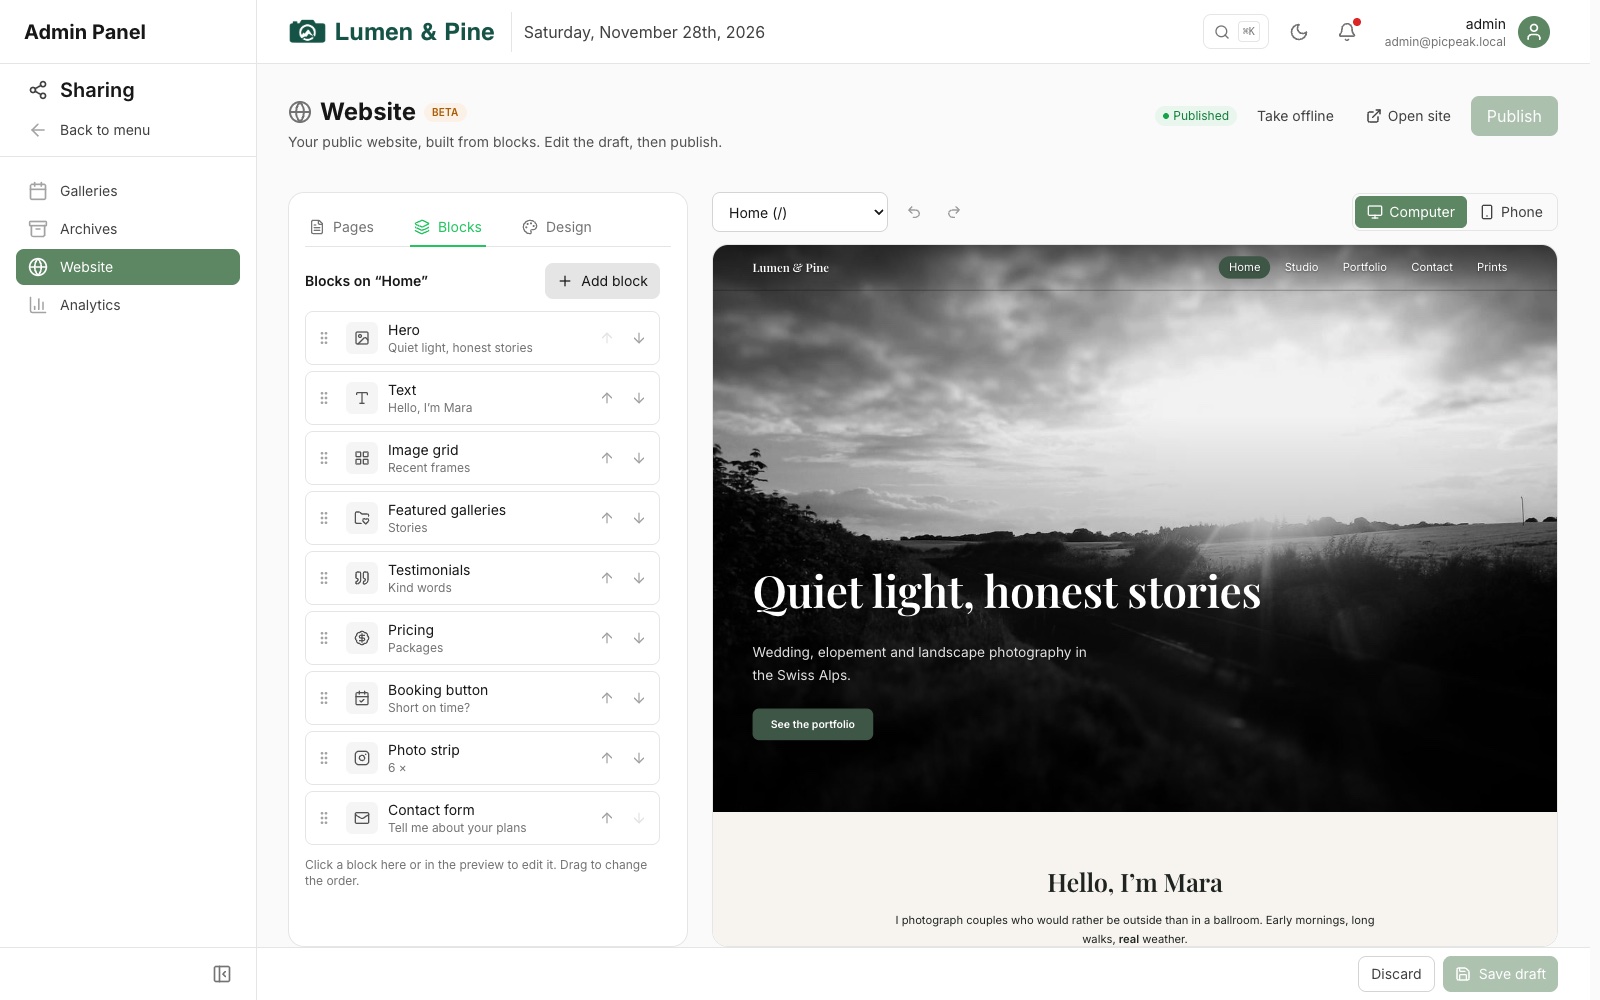 Admin Panel
Lumen & Pine
Saturday, November 28th, 2026
⌘K
admin
admin@picpeak.local
Sharing
Back to menu
Galleries
Archives
Website
Analytics
Website
BETA
Your public website, built from blocks. Edit the draft, then publish.
Published
Take offline
Open site
Publish
Pages
Blocks
Design
Blocks on “Home”
Add block
Hero
Quiet light, honest stories
Text
Hello, I’m Mara
Image grid
Recent frames
Featured galleries
Stories
Testimonials
Kind words
Pricing
Packages
Booking button
Short on time?
Photo strip
6 ×
Contact form
Tell me about your plans
Click a block here or in the preview to edit it. Drag to change
the order.
Home (/)
Computer
Phone
Lumen & Pine
Home
Studio
Portfolio
Contact
Prints
Quiet light, honest stories
Wedding, elopement and landscape photography in
the Swiss Alps.
See the portfolio
Hello, I’m Mara
I photograph couples who would rather be outside than in a ballroom. Early mornings, long
walks, real weather.
Discard
Save draft